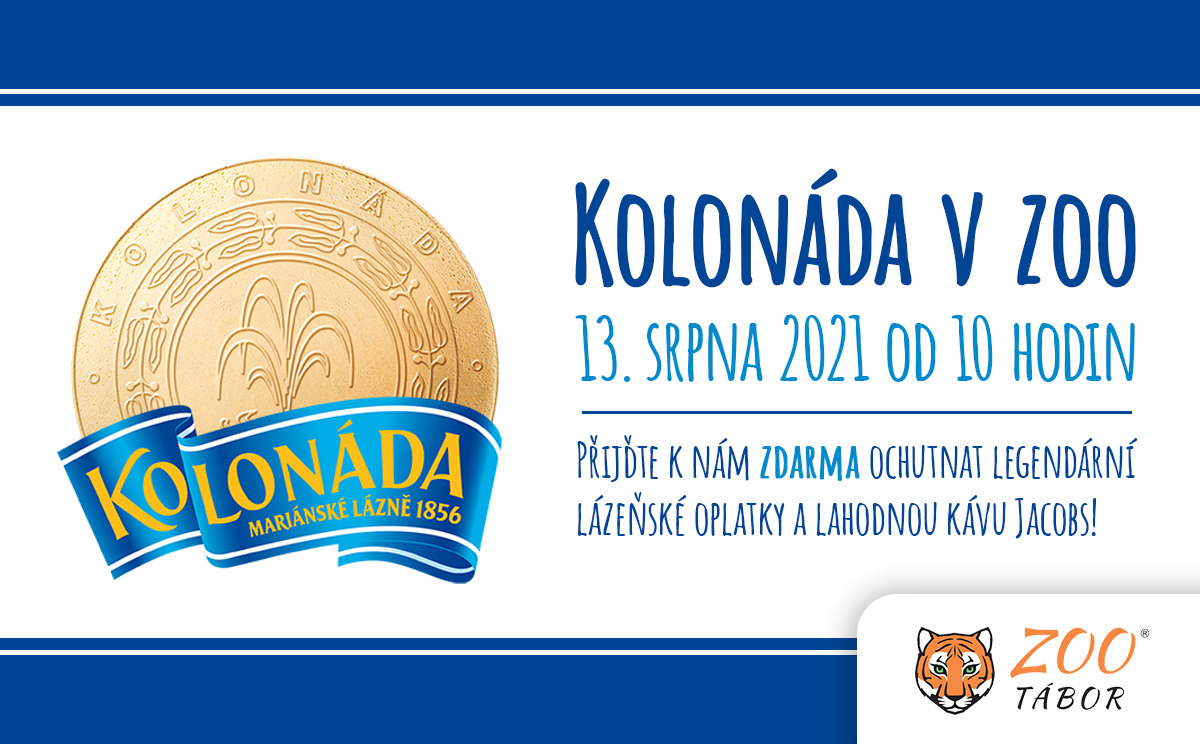 KOLONÁDA
KOLONÁDA
MARIÁNSKÉ LÁZNĚ 1856
KOLONÁDA V ZOO
13. SRPNA 2021 OD 10 HODIN
PŘIJĎTE K NÁM ZDARMA OCHUTNAT LEGENDÁRNÍ
LÁZEŇSKÉ OPLATKY A LAHODNOU KÁVU JACOBS!
ZOO®
TÁBOR